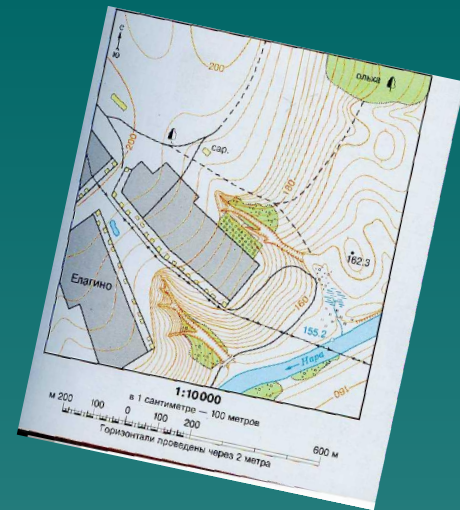 С
Ю
200
ольха
200
сар.
180
162.3
Елагино
160
155.2
← Нара
160
1:10 000
в 1 сантиметре — 100 метров
м 200 100 0 100 200 600 м
Горизонтали проведены через 2 метра